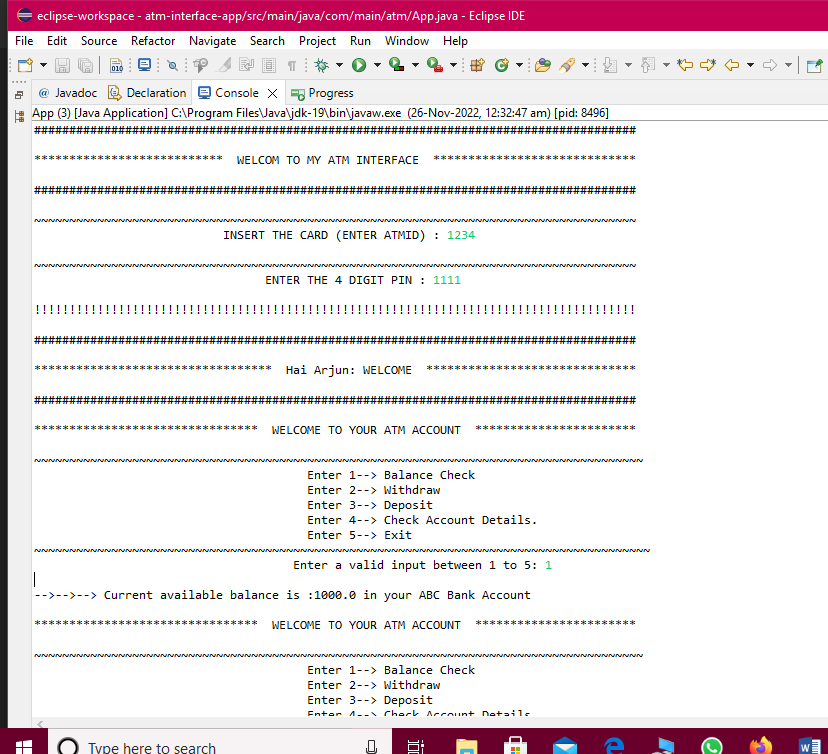 eclipse-workspace - atm-interface-app/src/main/java/com/main/atm/App.java - Eclipse IDE
File Edit Source Refactor Navigate Search Project Run Window Help
@ Javadoc Declaration Console Progress
App (3) [Java Application] C:\Program Files\Java\jdk-19\bin\javaw.exe (26-Nov-2022, 12:32:47 am) [pid: 8496]
######################################################################################
*************************** WELCOM TO MY ATM INTERFACE *****************************
######################################################################################
~~~~~~~~~~~~~~~~~~~~~~~~~~~~~~~~~~~~~~~~~~~~~~~~~~~~~~~~~~~~~~~~~~~~~~~~~~~~~~~~~~~~~~
INSERT THE CARD (ENTER ATMID) : 1234
~~~~~~~~~~~~~~~~~~~~~~~~~~~~~~~~~~~~~~~~~~~~~~~~~~~~~~~~~~~~~~~~~~~~~~~~~~~~~~~~~~~~~~
ENTER THE 4 DIGIT PIN : 1111
!!!!!!!!!!!!!!!!!!!!!!!!!!!!!!!!!!!!!!!!!!!!!!!!!!!!!!!!!!!!!!!!!!!!!!!!!!!!!!!!!!!!!!
######################################################################################
********************************** Hai Arjun: WELCOME ******************************
######################################################################################
******************************** WELCOME TO YOUR ATM ACCOUNT ***********************
~~~~~~~~~~~~~~~~~~~~~~~~~~~~~~~~~~~~~~~~~~~~~~~~~~~~~~~~~~~~~~~~~~~~~~~~~~~~~~~~~~~~~~~
Enter 1--> Balance Check
Enter 2--> Withdraw
Enter 3--> Deposit
Enter 4--> Check Account Details.
Enter 5--> Exit
~~~~~~~~~~~~~~~~~~~~~~~~~~~~~~~~~~~~~~~~~~~~~~~~~~~~~~~~~~~~~~~~~~~~~~~~~~~~~~~~~~~~~~~~
Enter a valid input between 1 to 5: 1
-->-->--> Current available balance is :1000.0 in your ABC Bank Account
******************************** WELCOME TO YOUR ATM ACCOUNT ***********************
~~~~~~~~~~~~~~~~~~~~~~~~~~~~~~~~~~~~~~~~~~~~~~~~~~~~~~~~~~~~~~~~~~~~~~~~~~~~~~~~~~~~~~~
Enter 1--> Balance Check
Enter 2--> Withdraw
Enter 3--> Deposit
Enter 4--> Check Account Details.
Type here to search